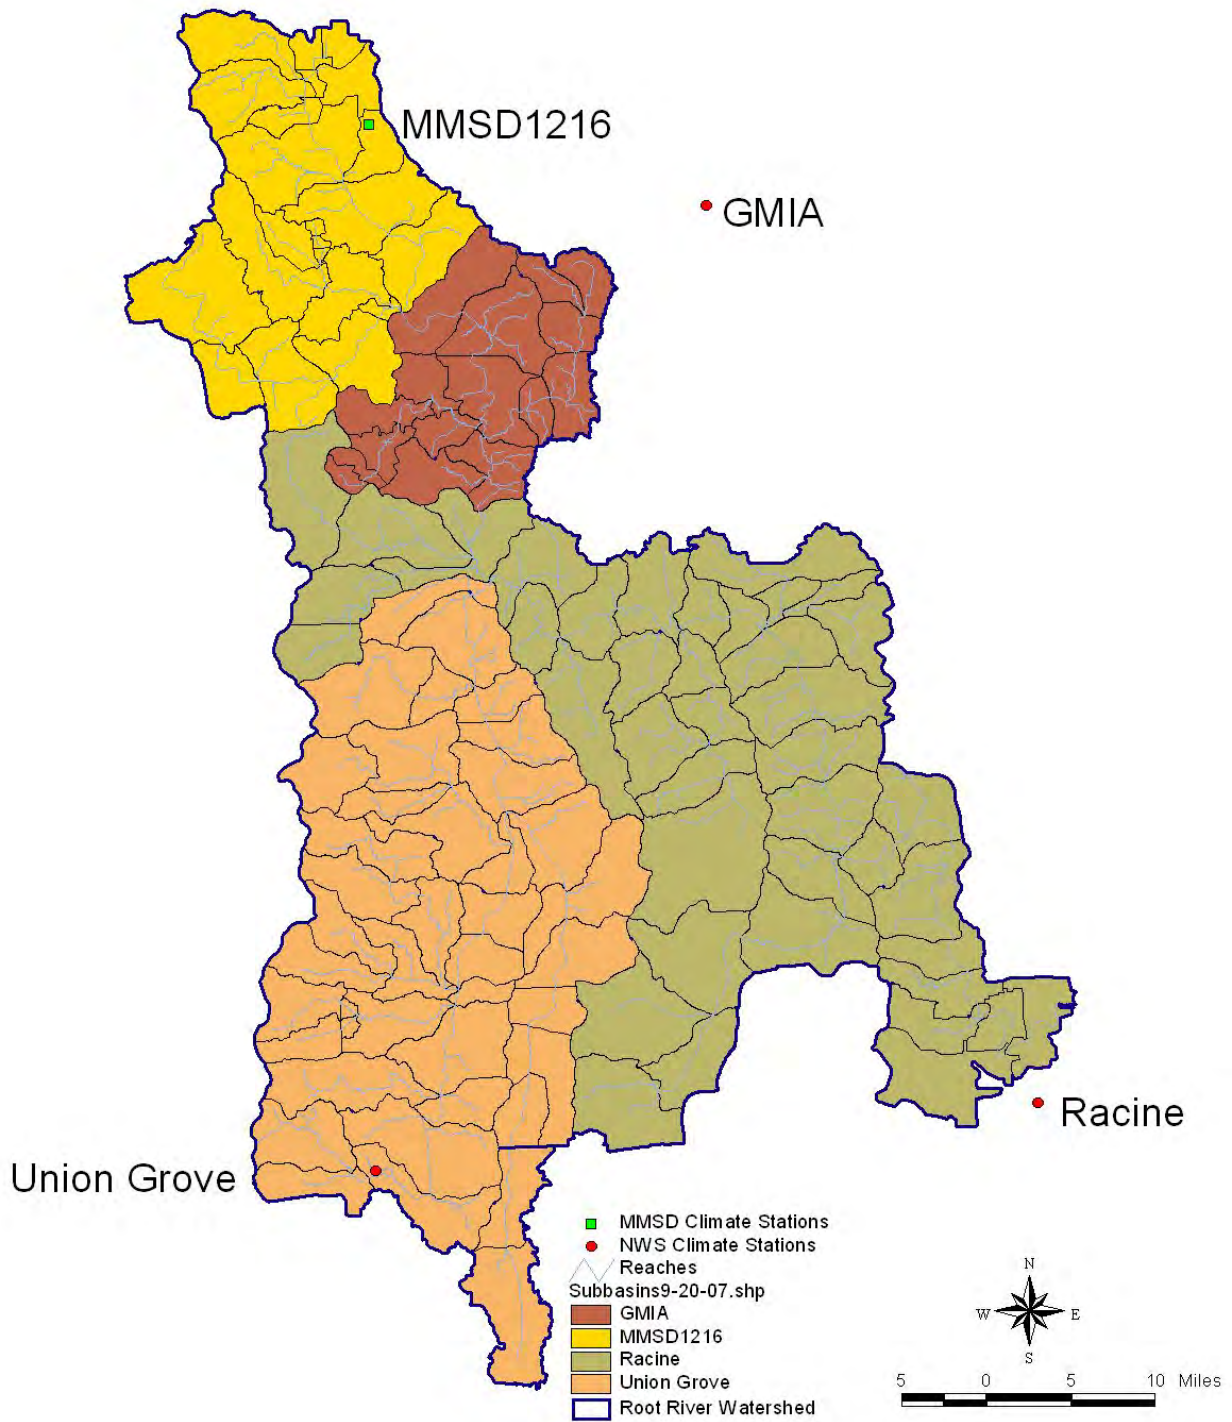 MMSD1216
GMIA
Racine
Union Grove
MMSD Climate Stations
NWS Climate Stations
Reaches
Subbasins9-20-07.shp
GMIA
MMSD1216
Racine
Union Grove
Root River Watershed
N
W E
S
5 0 5 10 Miles